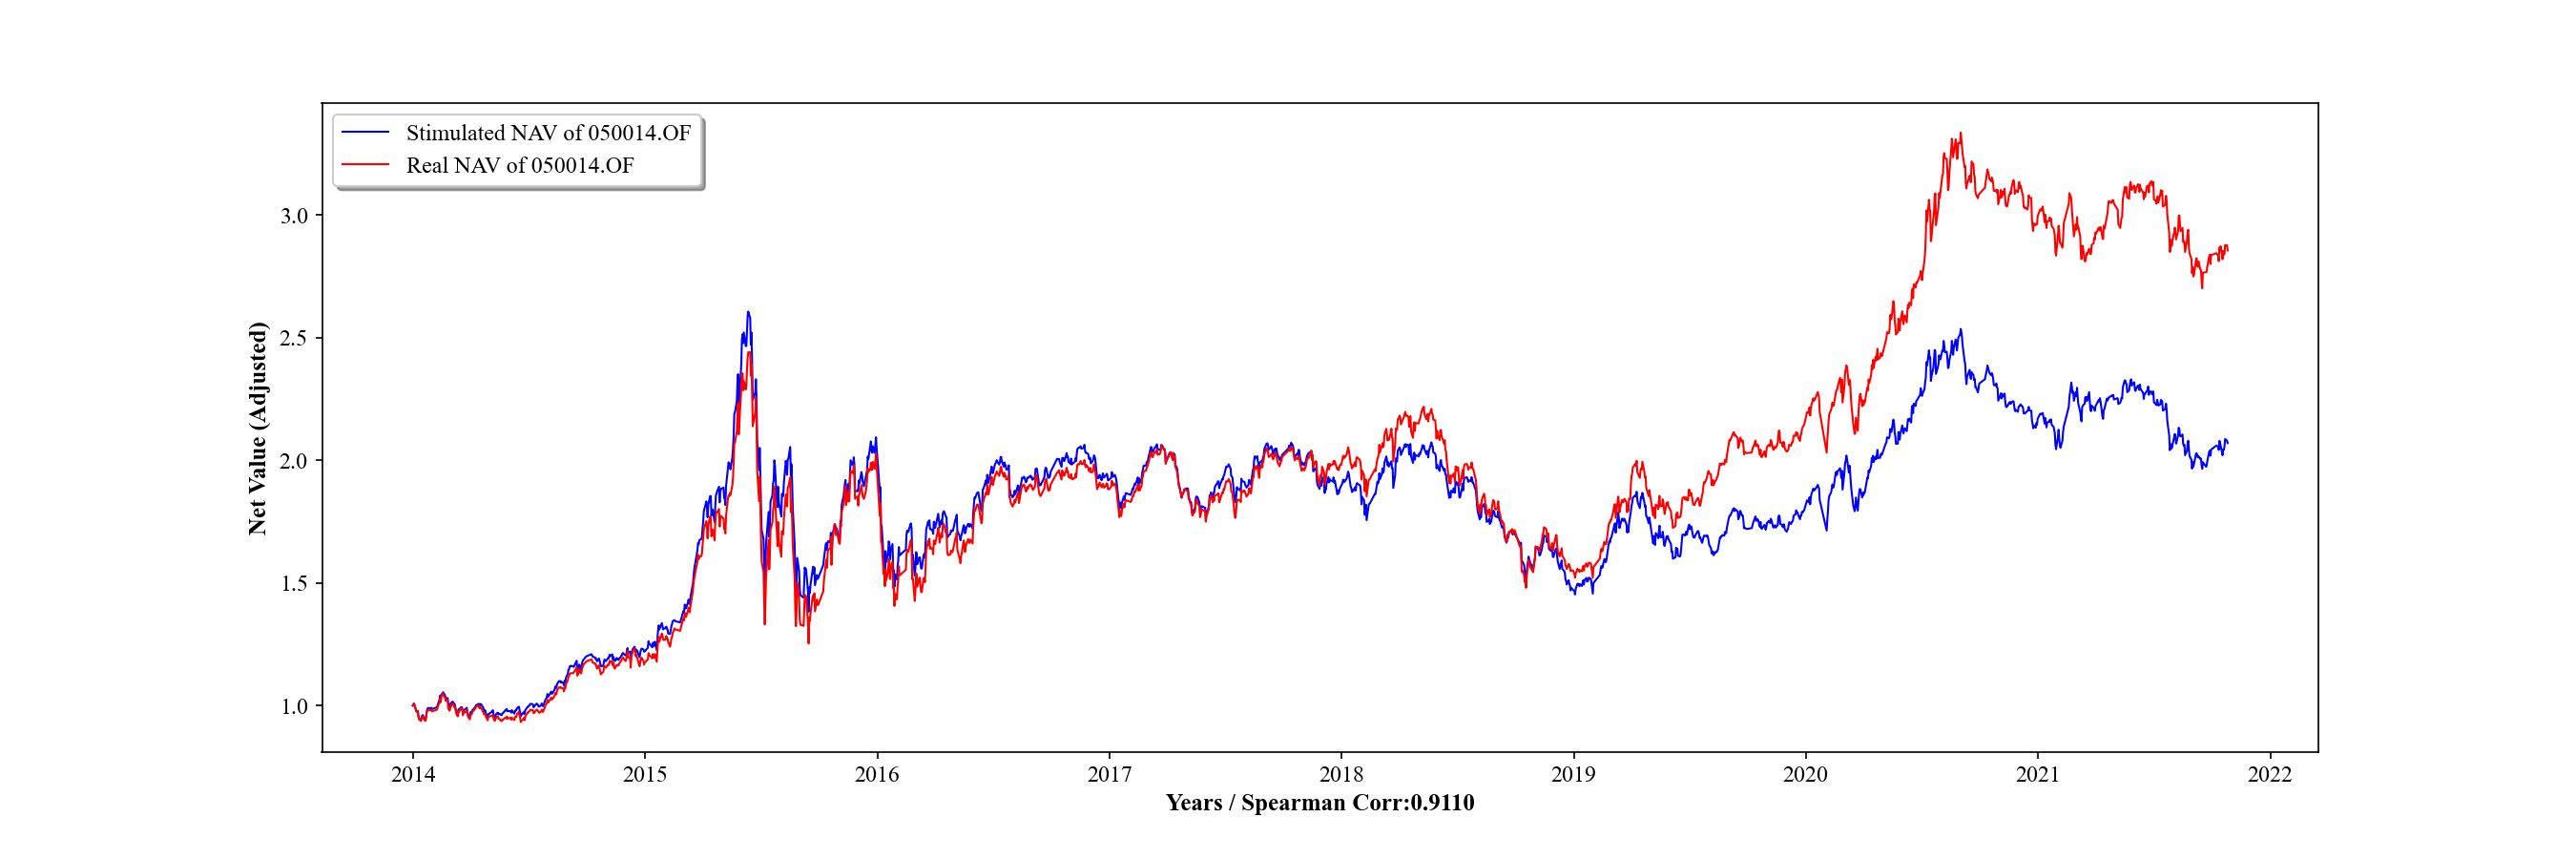 Stimulated NAV of 050014.OF
Real NAV of 050014.OF
Net Value (Adjusted)
3.0
2.5
2.0
1.5
1.0
2014 2015 2016 2017 2018 2019 2020 2021 2022
Years / Spearman Corr:0.9110